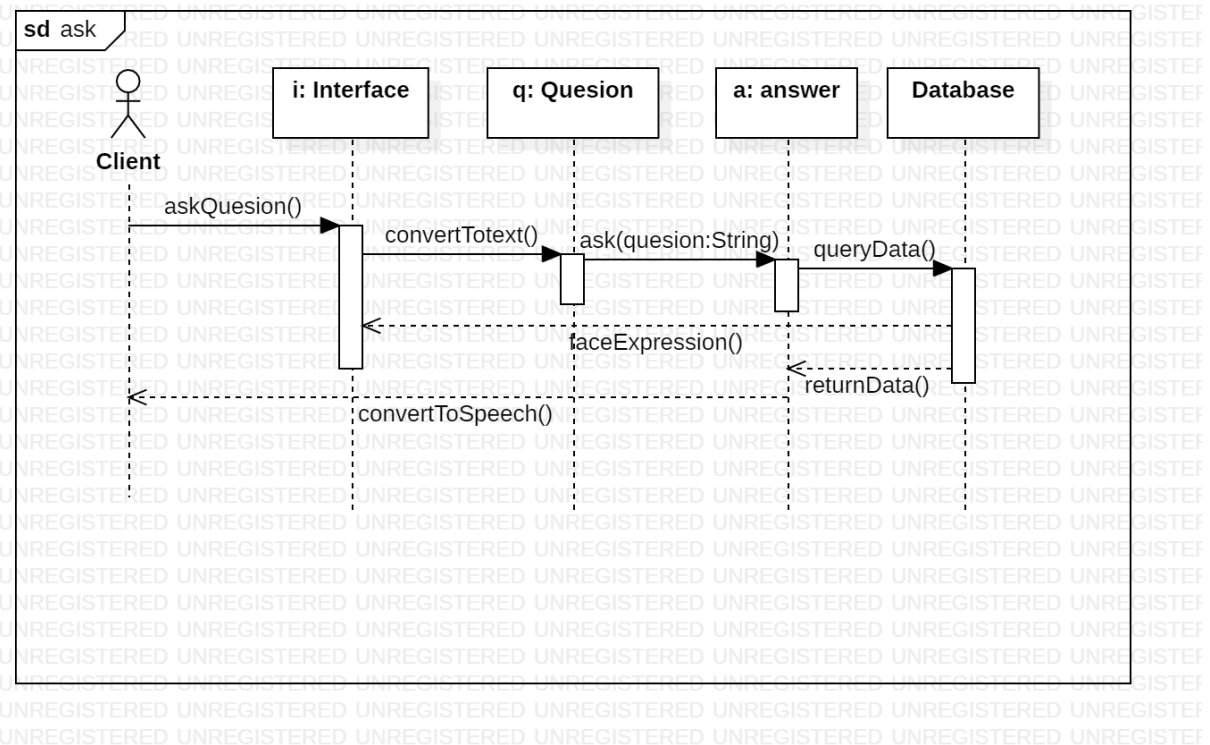 sd ask
i: Interface
q: Quesion
a: answer
Database
Client
askQuesion()
convertTotext()
ask(quesion:String)
queryData()
faceExpression()
returnData()
convertToSpeech()
UNREGISTERED